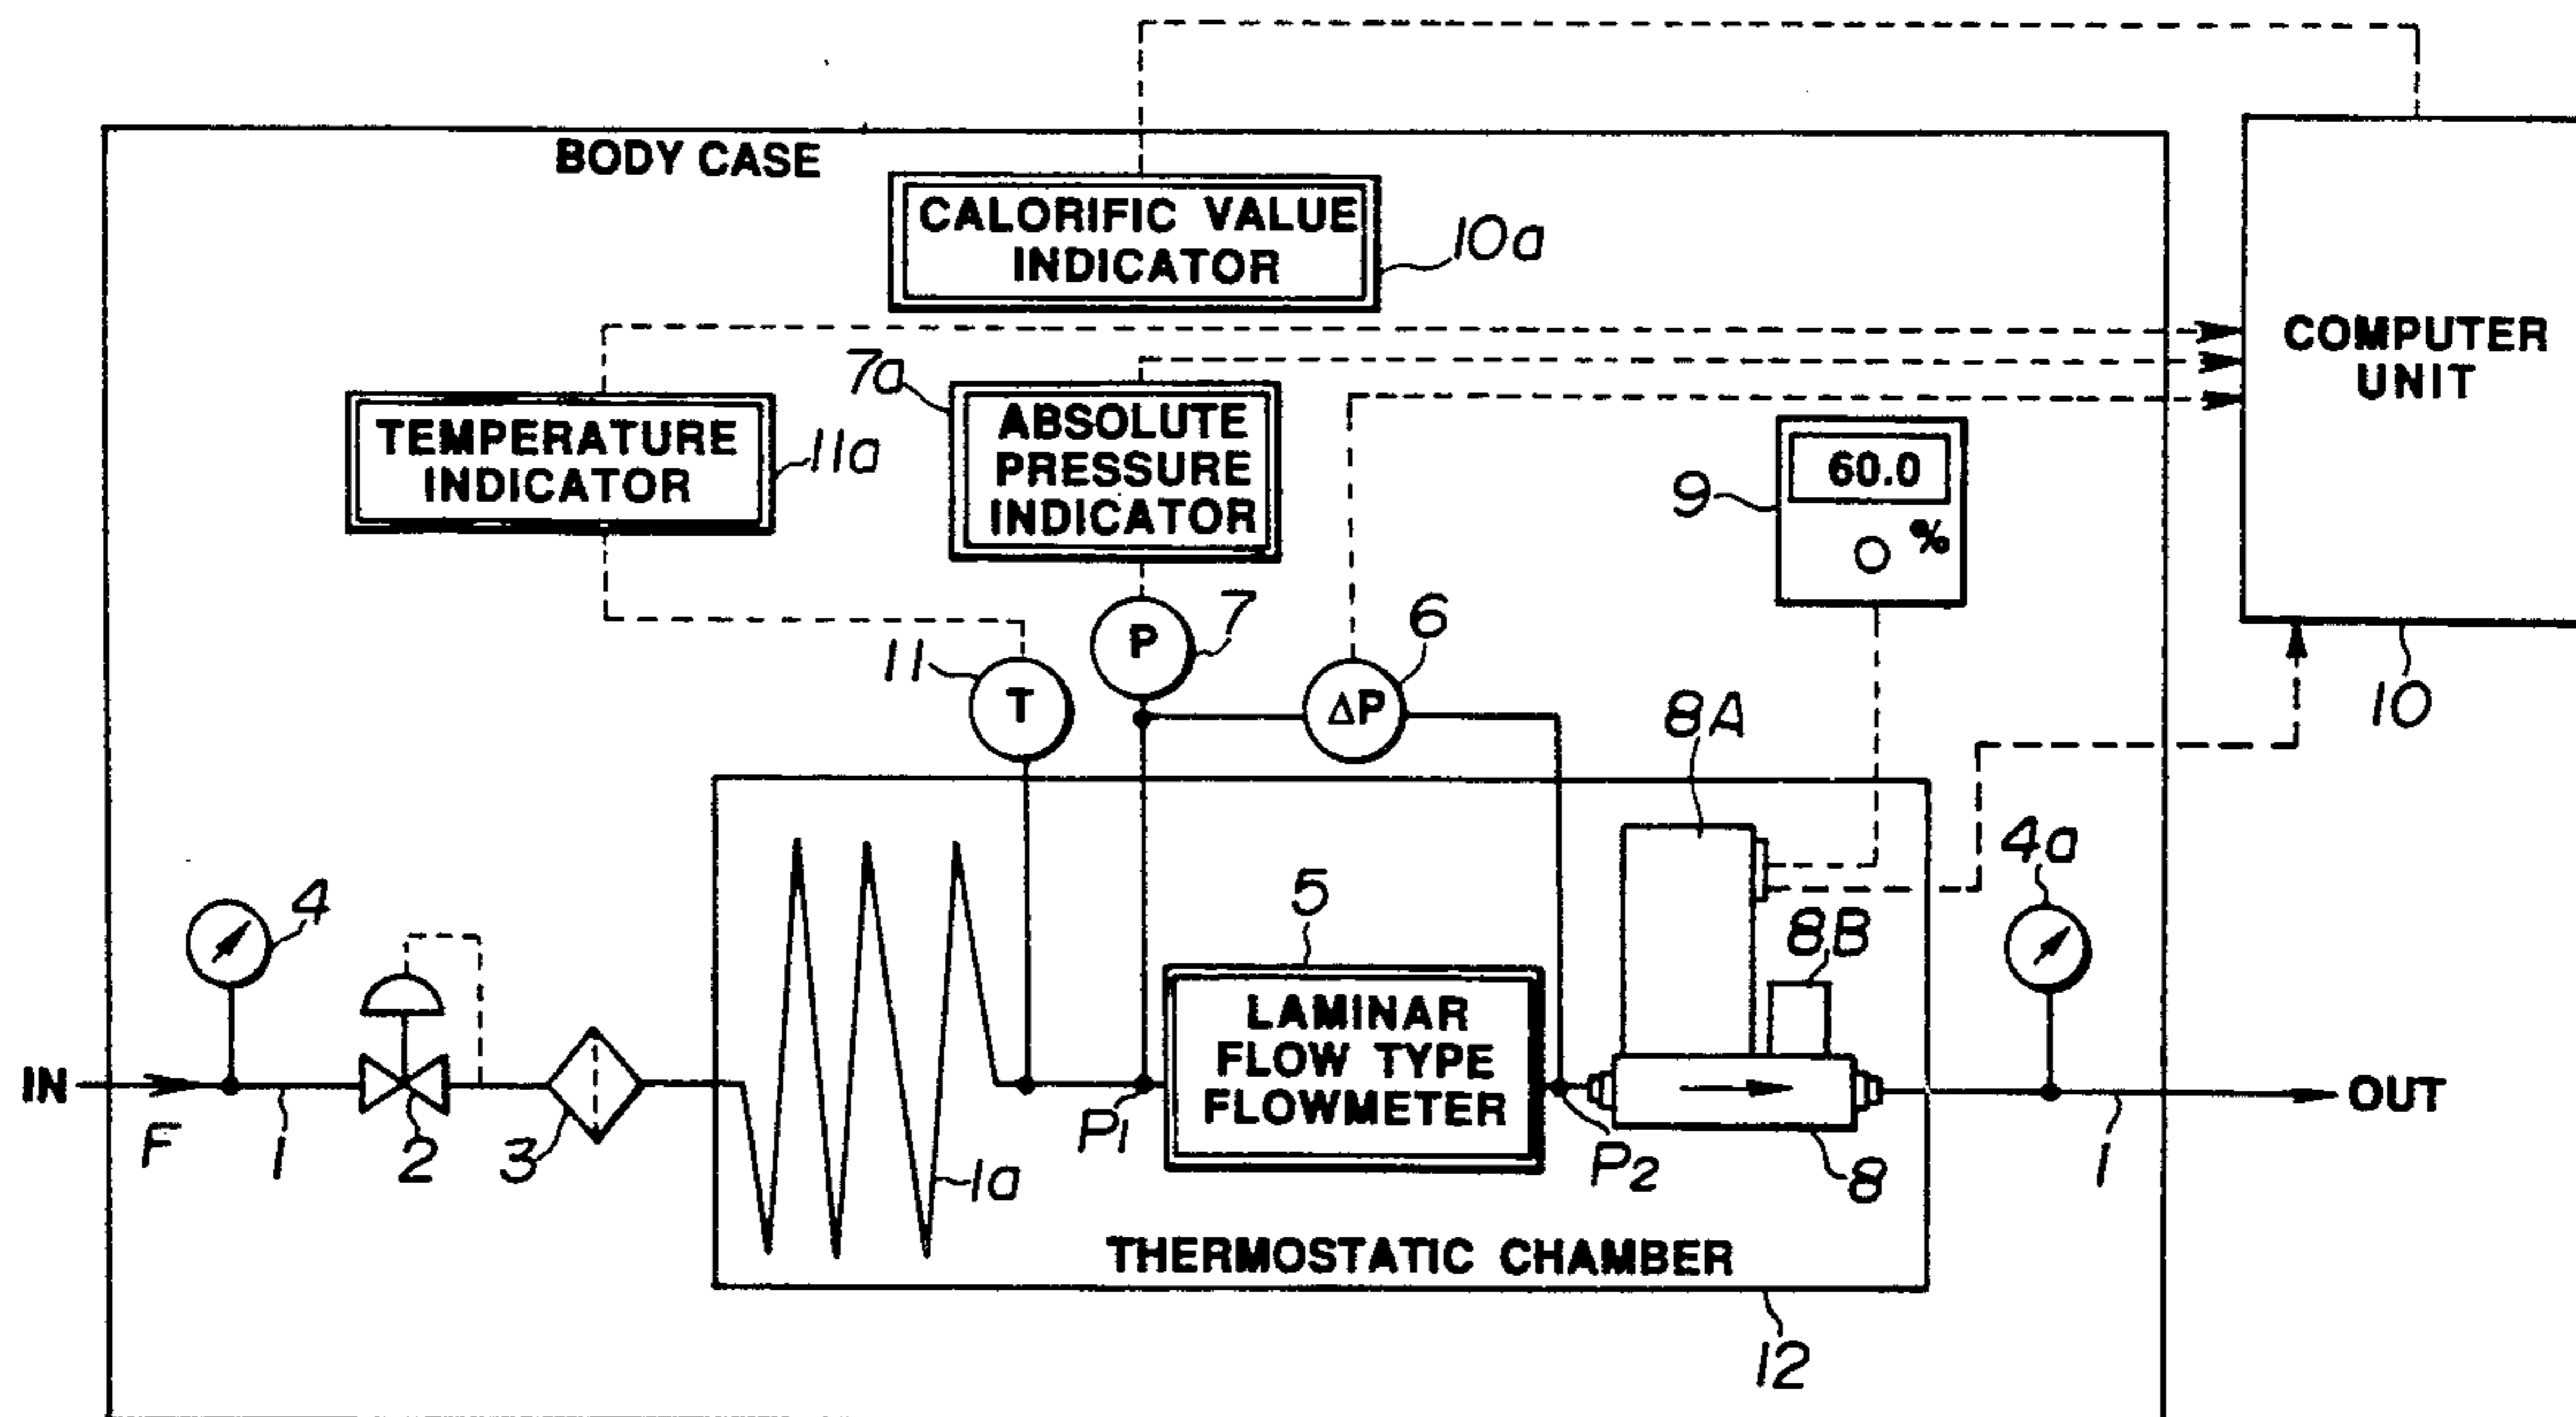 BODY CASE
CALORIFIC VALUE
INDICATOR
10a
COMPUTER
UNIT
7a
TEMPERATURE
INDICATOR
11a
ABSOLUTE
PRESSURE
INDICATOR
9
60.0
%
P
7
6
11
T
ΔP
8A
10
4
5
8B
4a
LAMINAR
FLOW TYPE
FLOWMETER
IN
OUT
F
1
2
3
1a
P1
P2
8
1
THERMOSTATIC CHAMBER
12